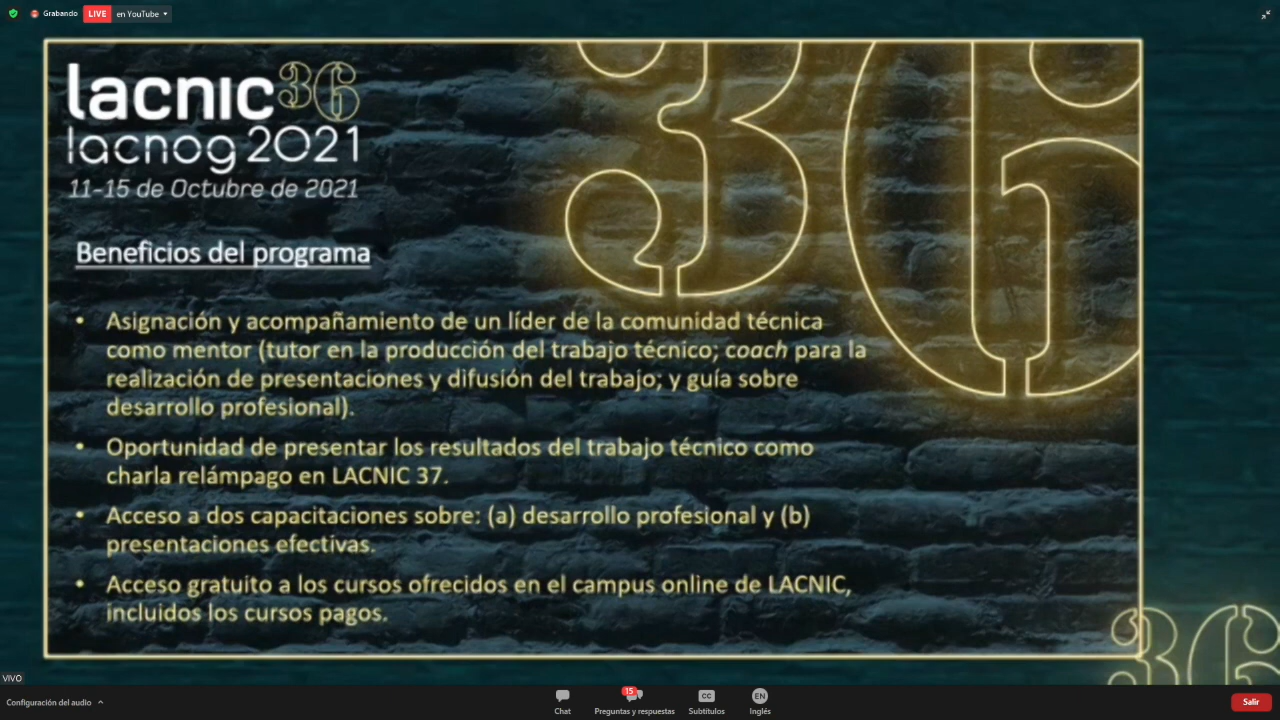 Grabando
LIVE
en YouTube
lacnic 36
lacnog 2021
11-15 de Octubre de 2021
36
Beneficios del programa
• Asignación y acompañamiento de un líder de la comunidad técnica
como mentor (tutor en la producción del trabajo técnico; coach para la
realización de presentaciones y difusión del trabajo; y guía sobre
desarrollo profesional).
• Oportunidad de presentar los resultados del trabajo técnico como
charla relámpago en LACNIC 37.
• Acceso a dos capacitaciones sobre: (a) desarrollo profesional y (b)
presentaciones efectivas.
• Acceso gratuito a los cursos ofrecidos en el campus online de LACNIC,
incluidos los cursos pagos.
36
VIVO
Configuración del audio
Chat
15
Preguntas y respuestas
CC
Subtítulos
EN
Inglés
Salir